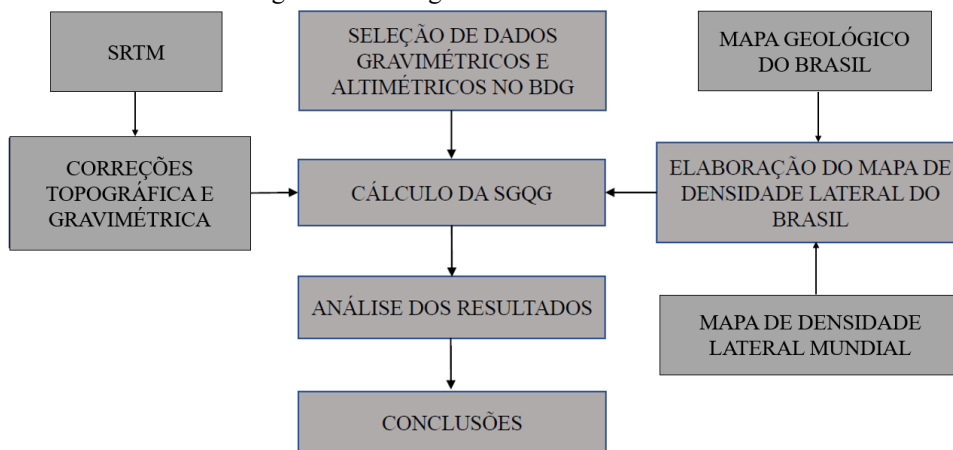 SRTM
SELEÇÃO DE DADOS
GRAVIMÉTRICOS E
ALTIMÉTRICOS NO BDG
MAPA GEOLÓGICO
DO BRASIL
CORREÇÕES
TOPOGRÁFICA E
GRAVIMÉTRICA
CÁLCULO DA SGQG
ELABORAÇÃO DO MAPA DE
DENSIDADE LATERAL DO
BRASIL
ANÁLISE DOS RESULTADOS
MAPA DE DENSIDADE
LATERAL MUNDIAL
CONCLUSÕES